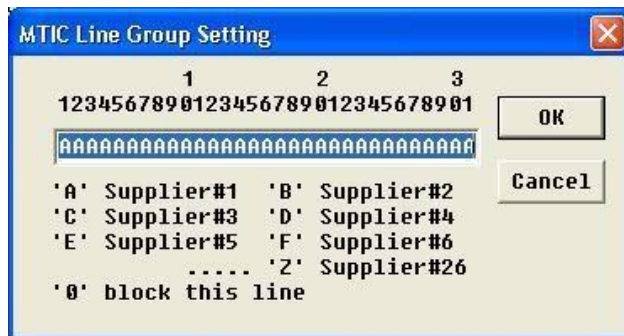 MTIC Line Group Setting
1 2 3
1234567890123456789012345678901
AAAAAAAAAAAAAAAAAAAAAAAAAAAAAAA
OK
Cancel
'A' Supplier#1 'B' Supplier#2
'C' Supplier#3 'D' Supplier#4
'E' Supplier#5 'F' Supplier#6
..... 'Z' Supplier#26
'0' block this line